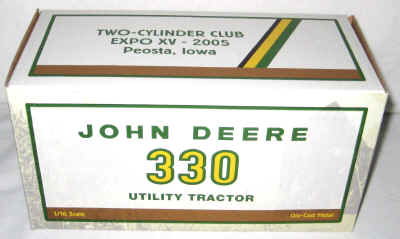 TWO-CYLINDER CLUB
EXPO XV - 2005
Peosta, Iowa
JOHN DEERE
330
UTILITY TRACTOR
1/16 Scale
Die-Cast Metal